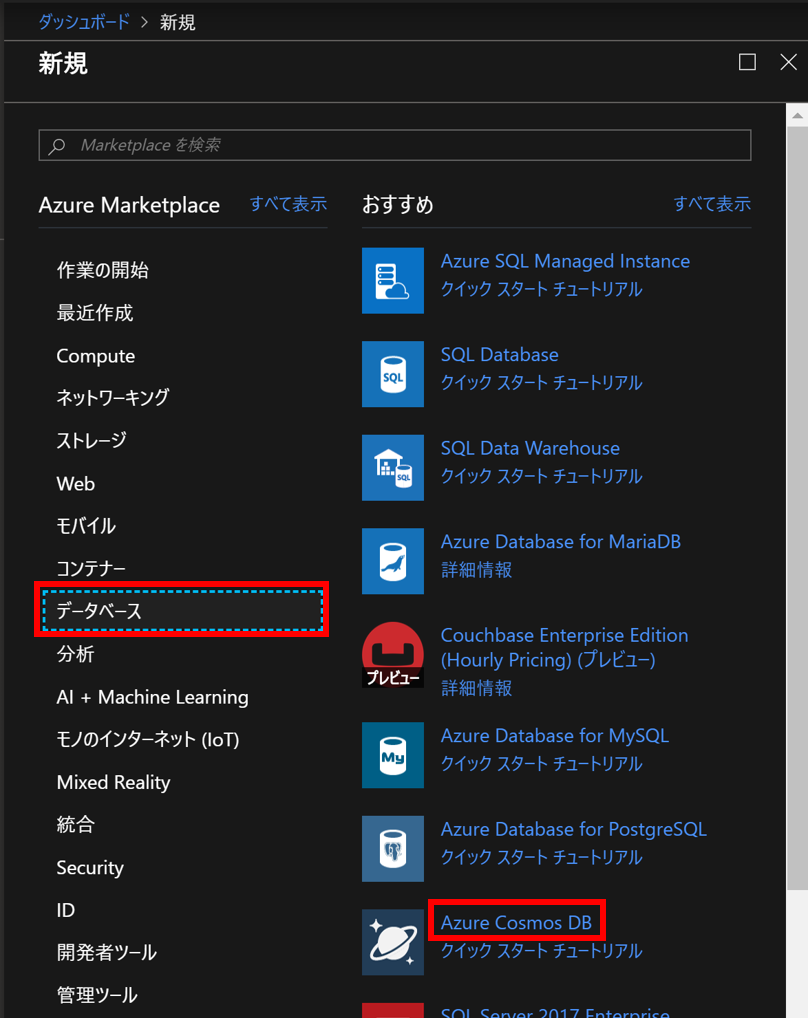 ダッシュボード > 新規
新規
Marketplace を検索
Azure Marketplace すべて表示
作業の開始
最近作成
Compute
ネットワーキング
ストレージ
Web
モバイル
コンテナー
データベース
分析
AI + Machine Learning
モノのインターネット (IoT)
Mixed Reality
統合
Security
ID
開発者ツール
管理ツール
おすすめ すべて表示
Azure SQL Managed Instance
クイック スタート チュートリアル
SQL
SQL Database
クイック スタート チュートリアル
SQL
SQL Data Warehouse
クイック スタート チュートリアル
Azure Database for MariaDB
詳細情報
プレビュー
Couchbase Enterprise Edition
(Hourly Pricing) (プレビュー)
詳細情報
My
Azure Database for MySQL
クイック スタート チュートリアル
Azure Database for PostgreSQL
クイック スタート チュートリアル
Azure Cosmos DB
クイック スタート チュートリアル
SQL Server 2017 Enterprise